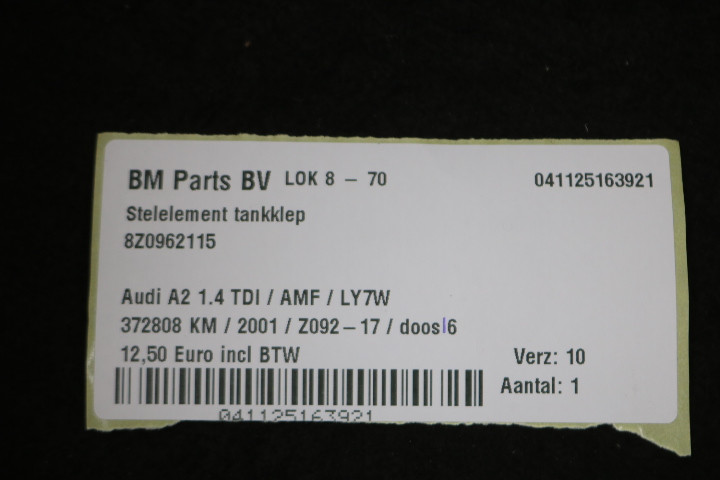 BM Parts BV LOK 8 - 70 041125163921
Stelelement tankklep
8Z0962115
Audi A2 1.4 TDI / AMF / LY7W
372808 KM / 2001 / Z092-17 / doos 6
12,50 Euro incl BTW Verz: 10
Aantal: 1
041125163921